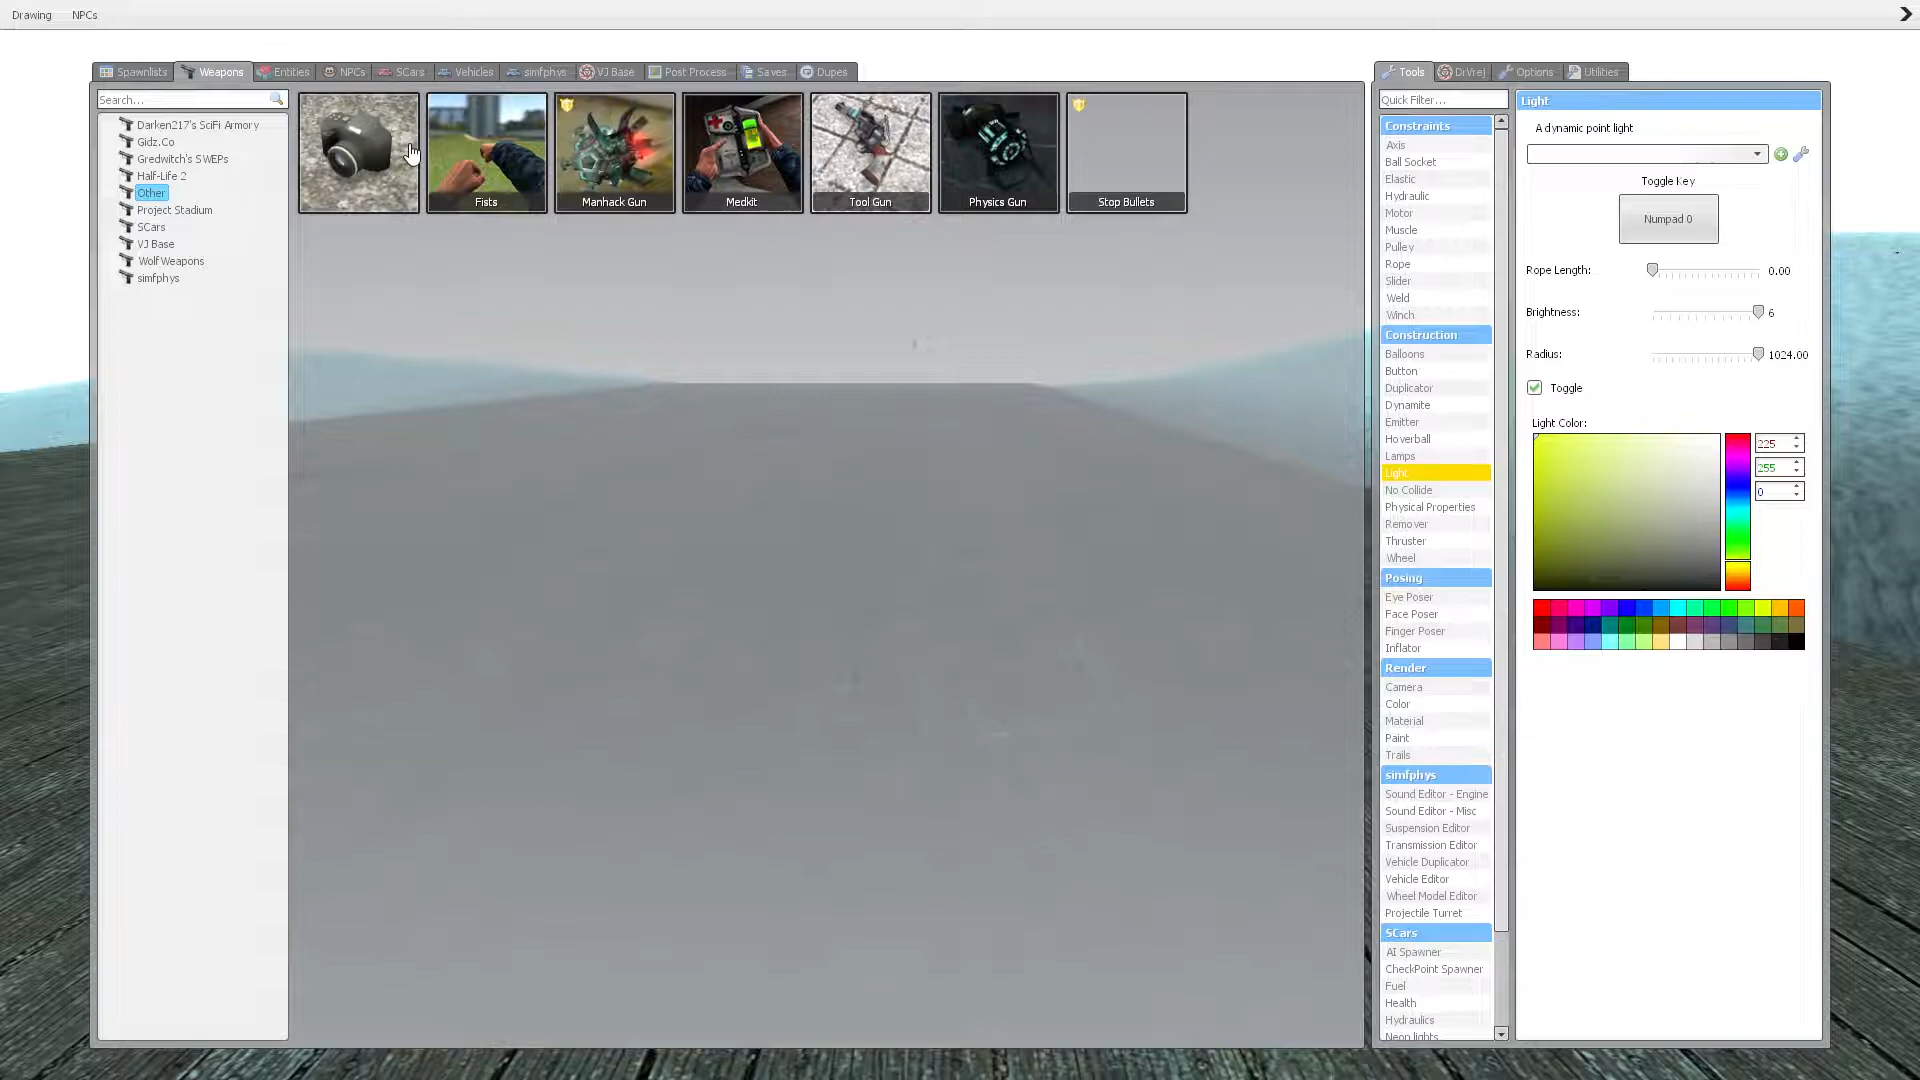 Drawing NPCs
Spawnlists Weapons Entities NPCs SCars Vehicles simfphys VJ Base Post Process Saves Dupes
Search...
Darken217's SciFi Armory
Gidz.Co
Gredwitch's SWEPs
Half-Life 2
Other
Project Stadium
SCars
VJ Base
Wolf Weapons
simfphys
Fists Manhack Gun Medkit Tool Gun Physics Gun Stop Bullets
Tools DrVrej Options Utilities
Quick Filter...
Constraints
Axis
Ball Socket
Elastic
Hydraulic
Motor
Muscle
Pulley
Rope
Slider
Weld
Winch
Construction
Balloons
Button
Duplicator
Dynamite
Emitter
Hoverball
Lamps
Light
No Collide
Physical Properties
Remover
Thruster
Wheel
Posing
Eye Poser
Face Poser
Finger Poser
Inflator
Render
Camera
Color
Material
Paint
Trails
simfphys
Sound Editor - Engine
Sound Editor - Misc
Suspension Editor
Transmission Editor
Vehicle Duplicator
Vehicle Editor
Wheel Model Editor
Projectile Turret
SCars
AI Spawner
CheckPoint Spawner
Fuel
Health
Hydraulics
Neon lights
Light
A dynamic point light
Toggle Key
Numpad 0
Rope Length: 0.00
Brightness: 6
Radius: 1024.00
Toggle
Light Color:
225
255
0